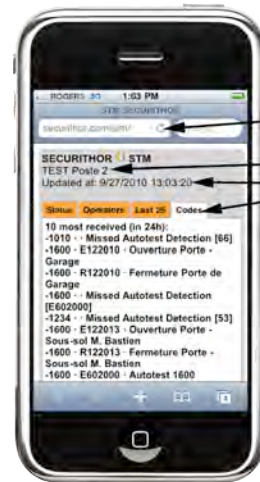 ROGERS 3G 1:03 PM
STM SECURITHOR
securithor.com/stm/
SECURITHOR STM
TEST Poste 2
Updated at: 9/27/2010 13:03:20
Status Operators Last 25 Codes
10 most received (in 24h):
-1010 - - Missed Autotest Detection [66]
-1600 - E122010 - Ouverture Porte -
Garage
-1600 - R122010 - Fermeture Porte de
Garage
-1600 - - Missed Autotest Detection
[E602000]
-1234 - - Missed Autotest Detection [53]
-1600 - E122013 - Ouverture Porte -
Sous-sol M. Bastien
-1600 - R122013 - Fermeture Porte -
Sous-sol M. Bastien
-1600 - E602000 - Autotest 1600